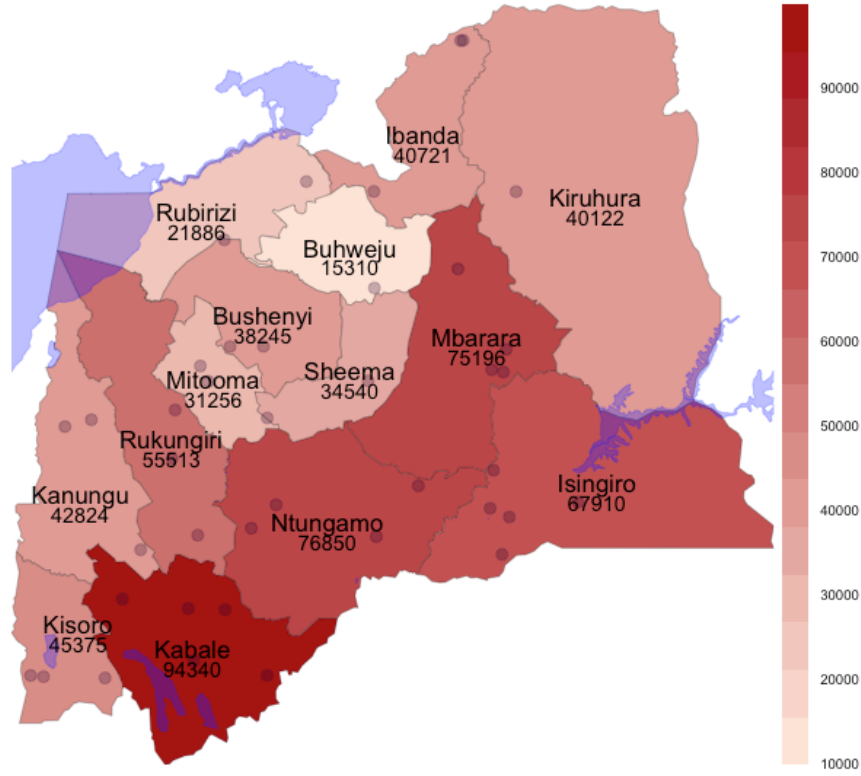 Ibanda
40721
Kiruhura
40122
Rubirizi
21886
Buhweju
15310
Bushenyi
38245
Mbarara
75196
Sheema
34540
Mitooma
31256
Rukungiri
55513
Kanungu
42824
Isingiro
67910
Ntungamo
76850
Kisoro
45375
Kabale
94340
90000
80000
70000
60000
50000
40000
30000
20000
10000